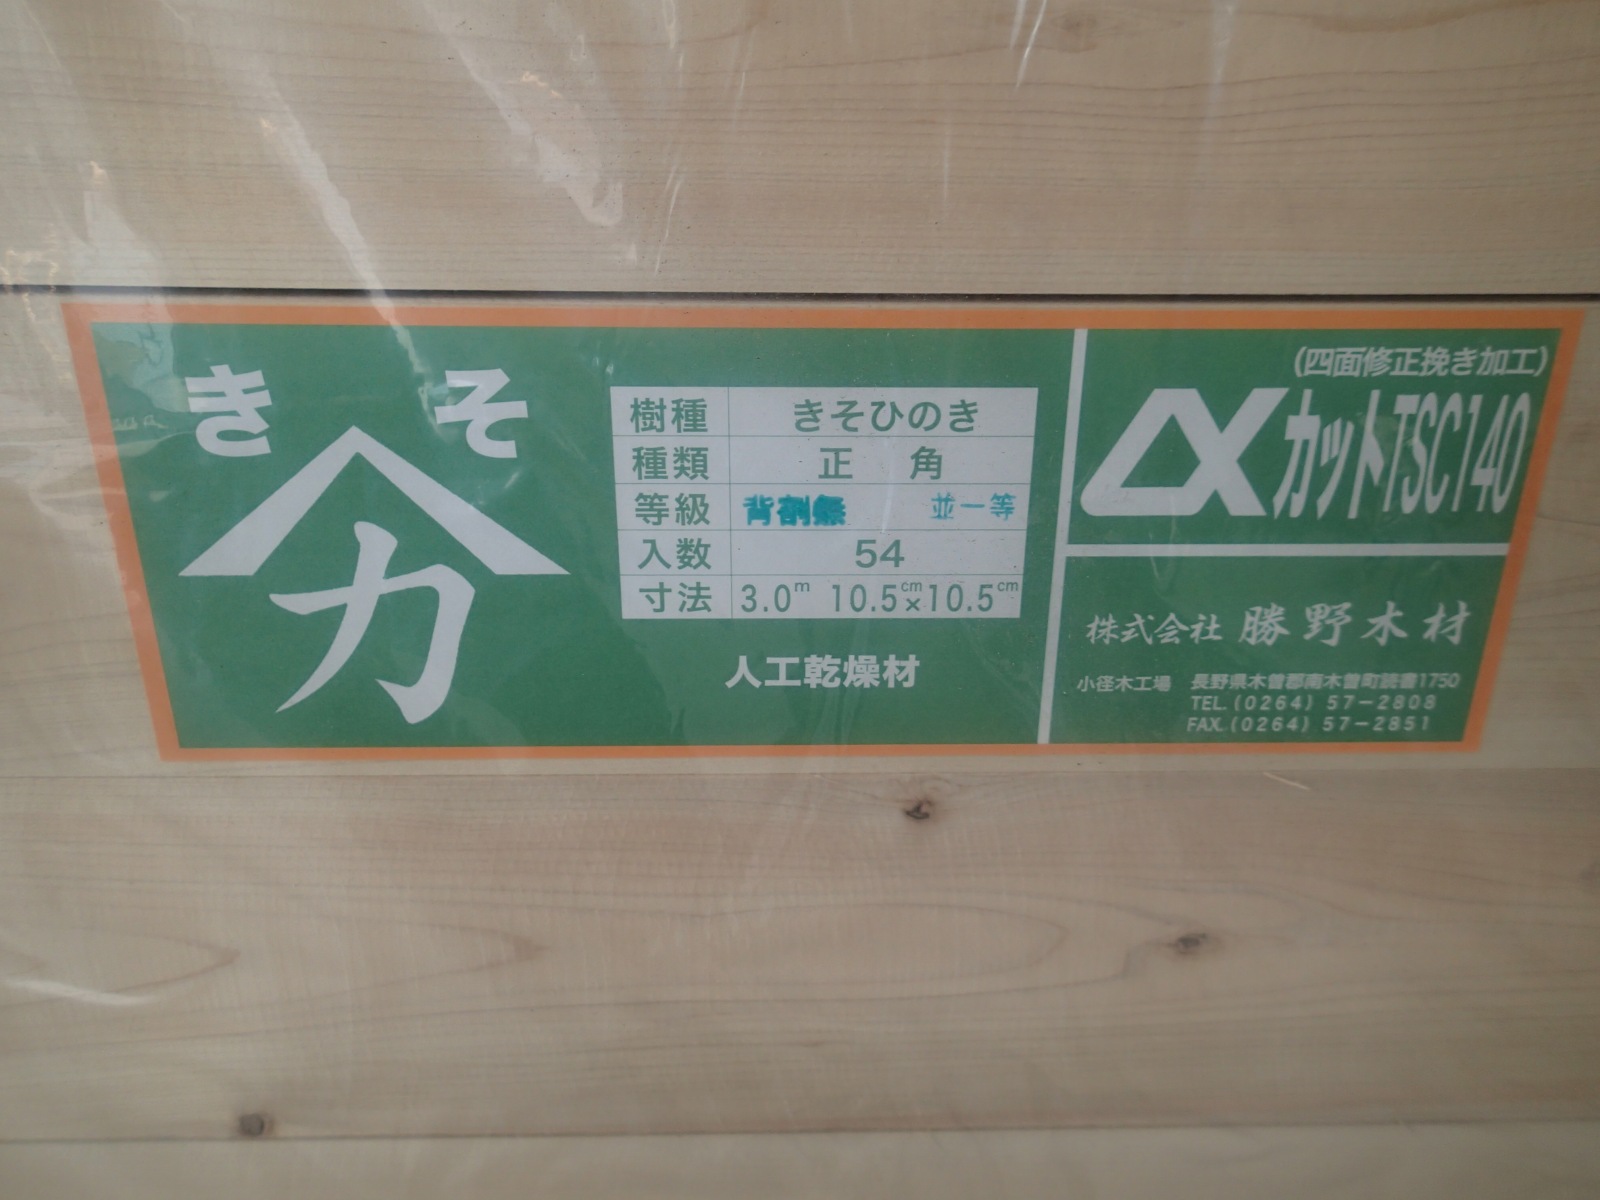 きそ
カ
樹種 きそひのき
種類 正角
等級 背割無 並一等
入数 54
寸法 3.0m 10.5cm×10.5cm
人工乾燥材
(四面修正挽き加工)
αカットTSC140
株式会社 勝野木材
小径木工場 長野県木曽郡南木曽町読書1750
TEL.(0264) 57-2808
FAX.(0264) 57-2851